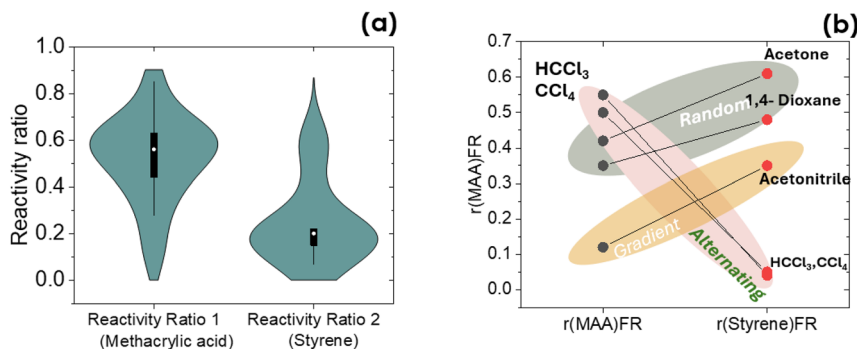 (a)
Reactivity ratio
1.0
0.8
0.6
0.4
0.2
0.0
Reactivity Ratio 1
(Methacrylic acid)
Reactivity Ratio 2
(Styrene)
(b)
r(MAA)FR
0.7
0.6
0.5
0.4
0.3
0.2
0.1
0.0
HCCl3
CCl4
Acetone
1,4- Dioxane
Random
Acetonitrile
Gradient
Alternating
HCCl3,CCl4
r(MAA)FR
r(Styrene)FR